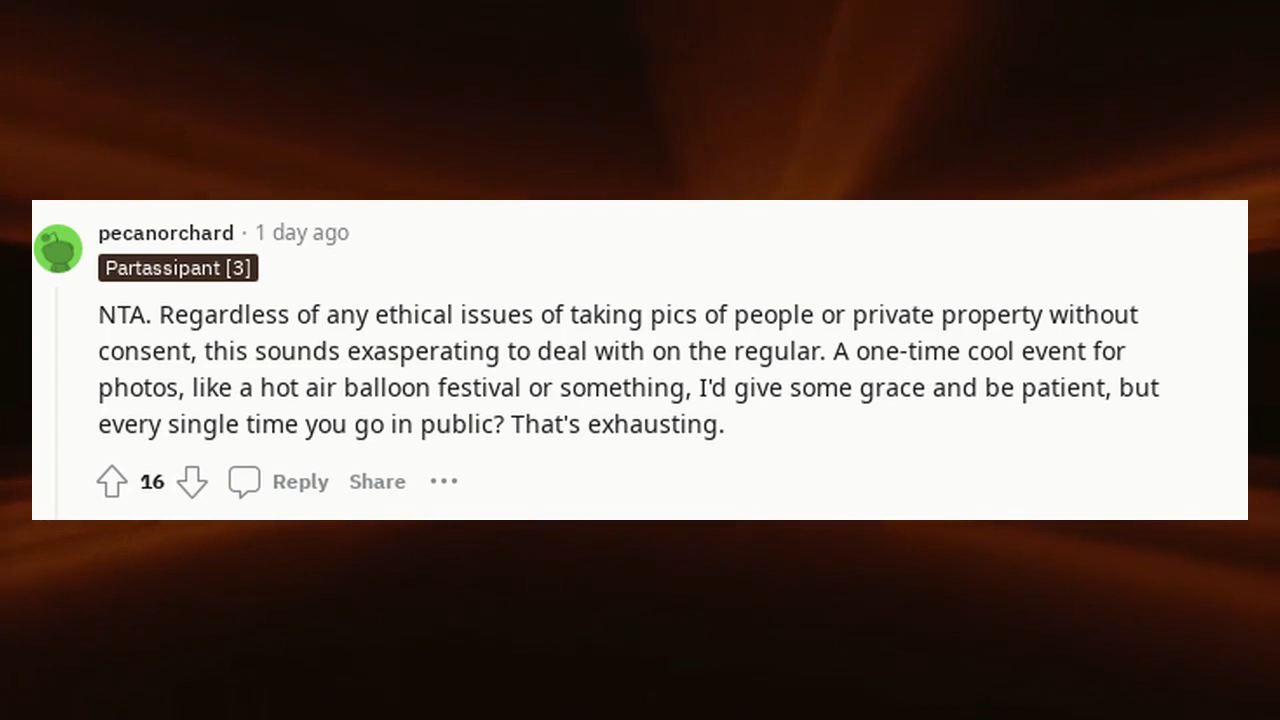 pecanorchard · 1 day ago
Partassipant [3]
NTA. Regardless of any ethical issues of taking pics of people or private property without
consent, this sounds exasperating to deal with on the regular. A one-time cool event for
photos, like a hot air balloon festival or something, I'd give some grace and be patient, but
every single time you go in public? That's exhausting.
16 Reply Share •••